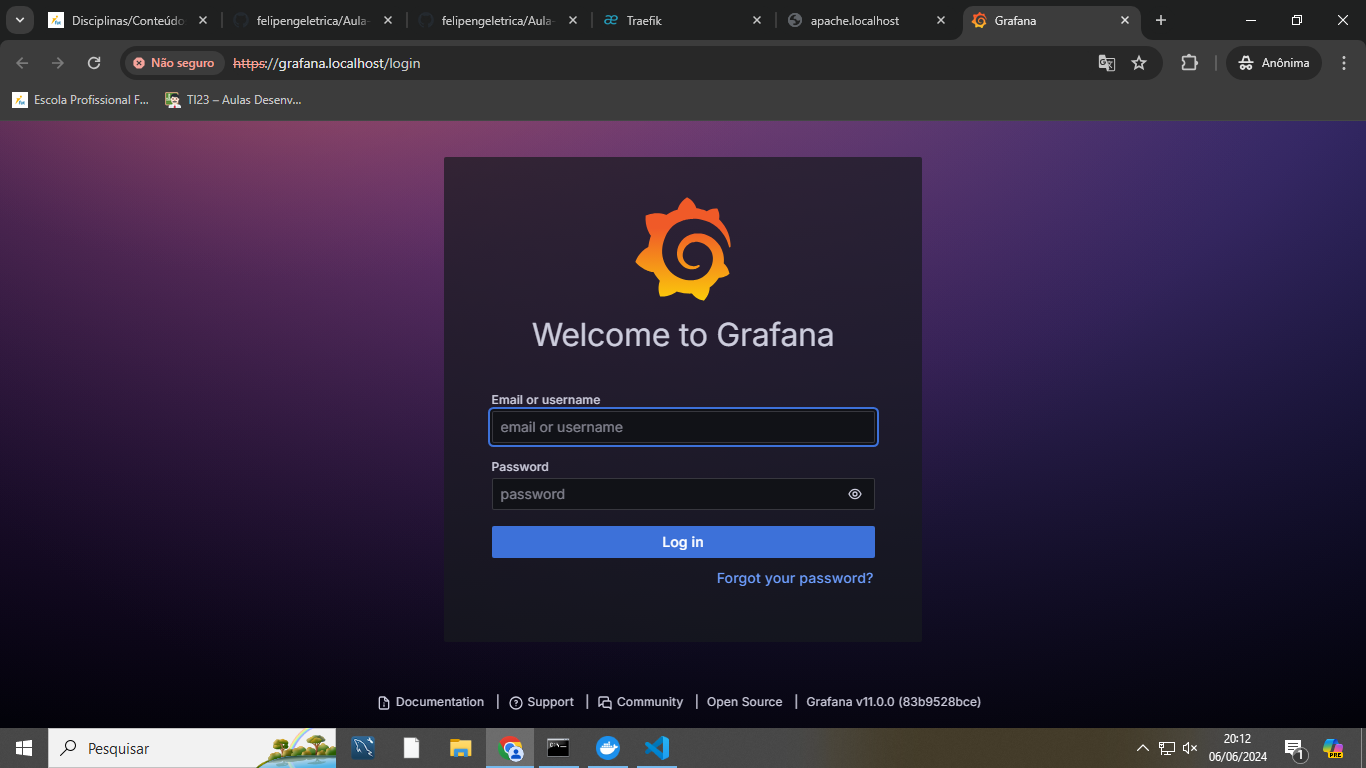 Disciplinas/Conteúdo
felipengeletrica/Aula-
felipengeletrica/Aula-
Traefik
apache.localhost
Grafana
Não seguro
https://grafana.localhost/login
Anônima
Escola Profissional F...
TI23 – Aulas Desenv...
Welcome to Grafana
Email or username
email or username
Password
password
Log in
Forgot your password?
Documentation
Support
Community
Open Source
Grafana v11.0.0 (83b9528bce)
Pesquisar
20:12
06/06/2024
1
PRE